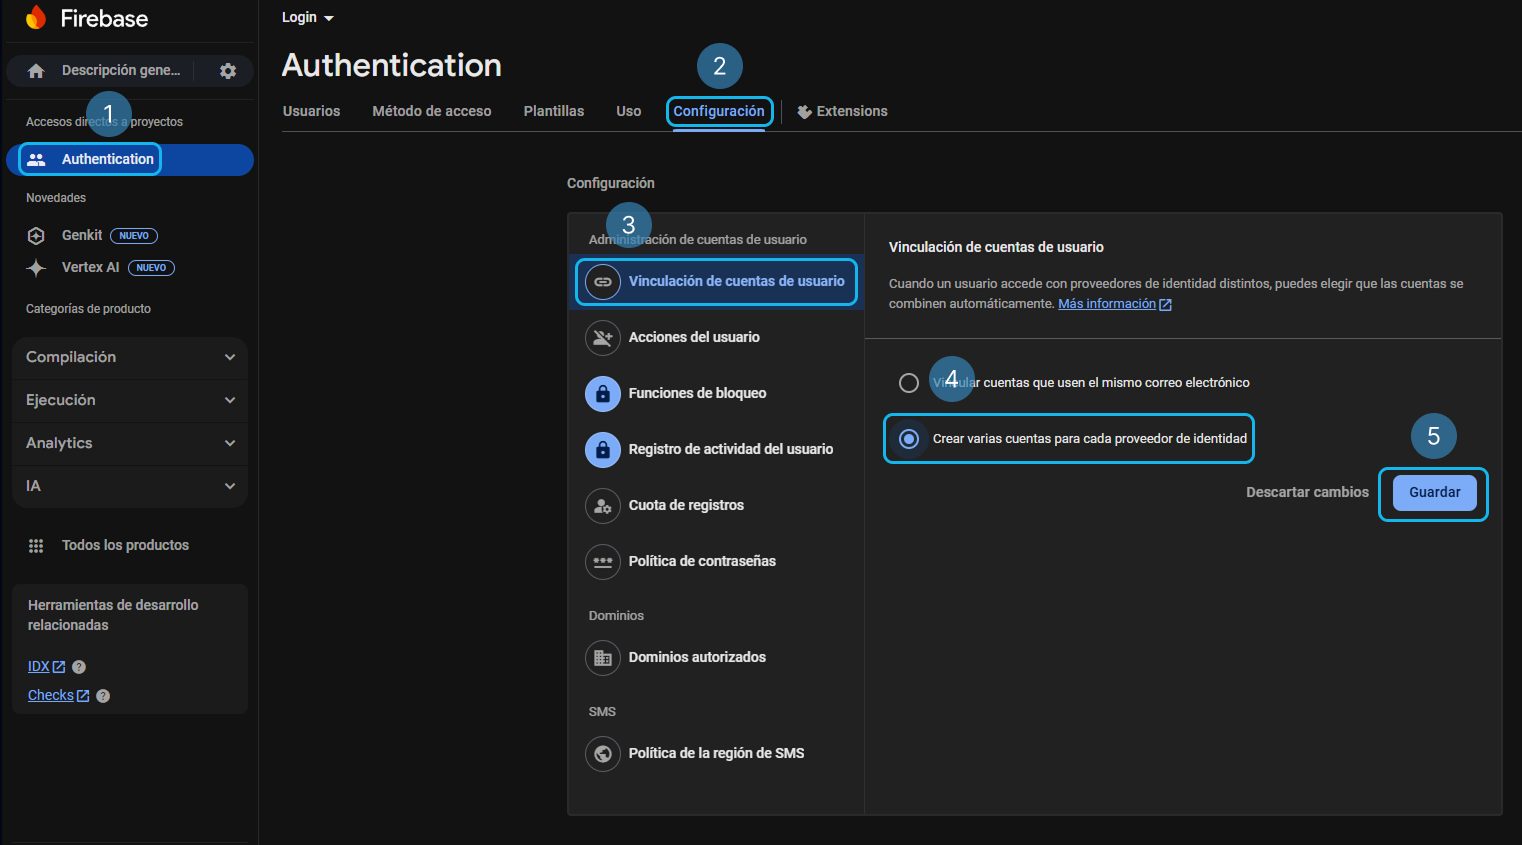 Firebase
Descripción gene...
1
Accesos directos a proyectos
Authentication
Novedades
Genkit NUEVO
Vertex AI NUEVO
Categorías de producto
Compilación
Ejecución
Analytics
IA
Todos los productos
Herramientas de desarrollo
relacionadas
IDX ?
Checks ?
Login
Authentication
2
Usuarios Método de acceso Plantillas Uso Configuración Extensions
Configuración
3
Administración de cuentas de usuario
Vinculación de cuentas de usuario
Acciones del usuario
Funciones de bloqueo
Registro de actividad del usuario
Cuota de registros
Política de contraseñas
Dominios
Dominios autorizados
SMS
Política de la región de SMS
Vinculación de cuentas de usuario
Cuando un usuario accede con proveedores de identidad distintos, puedes elegir que las cuentas se
combinen automáticamente. Más información
4
Vincular cuentas que usen el mismo correo electrónico
Crear varias cuentas para cada proveedor de identidad
5
Descartar cambios Guardar